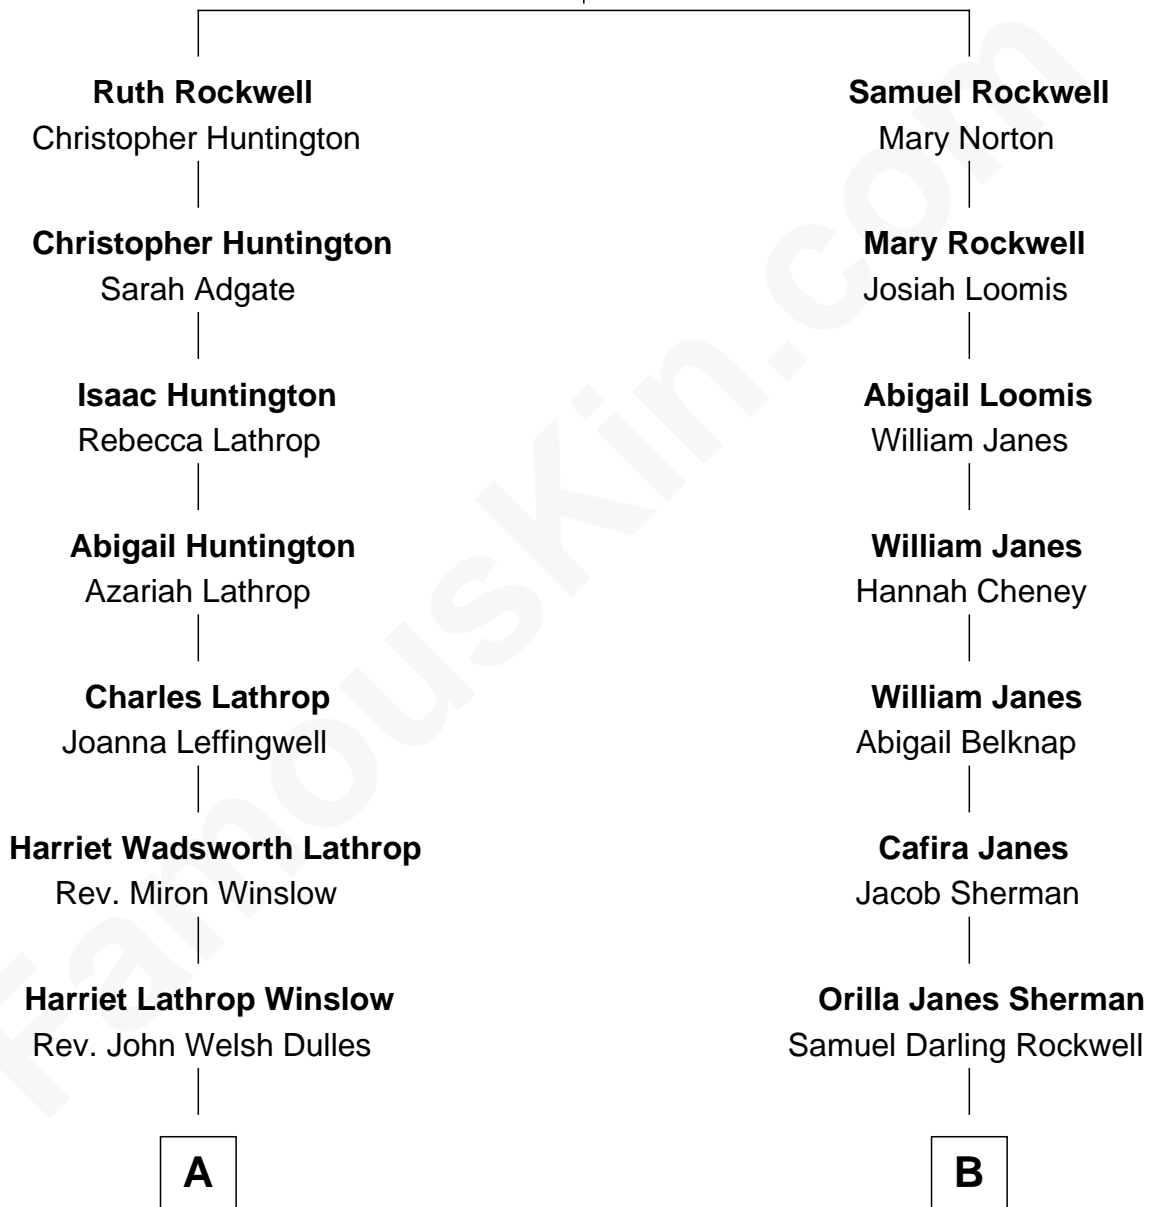 Ruth Rockwell
Christopher Huntington
Christopher Huntington
Sarah Adgate
Isaac Huntington
Rebecca Lathrop
Abigail Huntington
Azariah Lathrop
Charles Lathrop
Joanna Leffingwell
Harriet Wadsworth Lathrop
Rev. Miron Winslow
Harriet Lathrop Winslow
Rev. John Welsh Dulles
A
Samuel Rockwell
Mary Norton
Mary Rockwell
Josiah Loomis
Abigail Loomis
William Janes
William Janes
Hannah Cheney
William Janes
Abigail Belknap
Cafira Janes
Jacob Sherman
Orilla Janes Sherman
Samuel Darling Rockwell
B
FamousKin.com